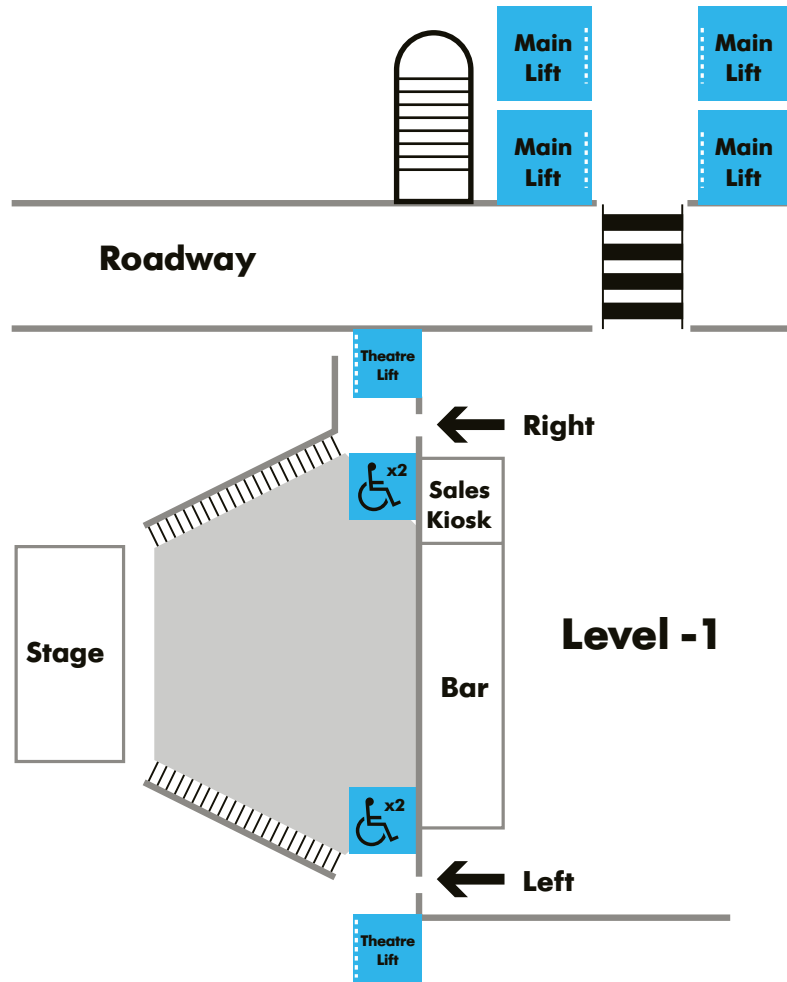 Main
Lift
Main
Lift
Main
Lift
Main
Lift
Roadway
Theatre
Lift
Right
x2
Sales
Kiosk
Level -1
Stage
Bar
x2
Left
Theatre
Lift